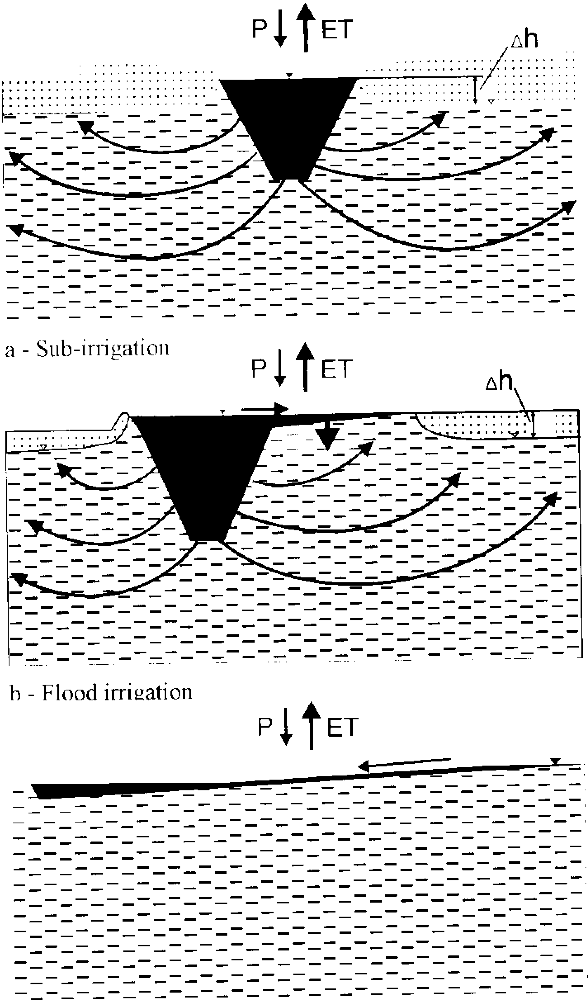 P ET
Δh
a - Sub-irrigation
P ET
Δh
b - Flood irrigation
P ET